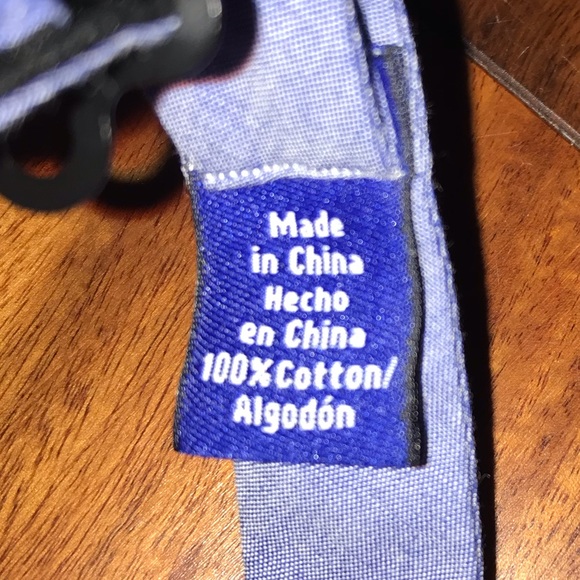 Made
in China
Hecho
en China
100%Cotton/
Algodón